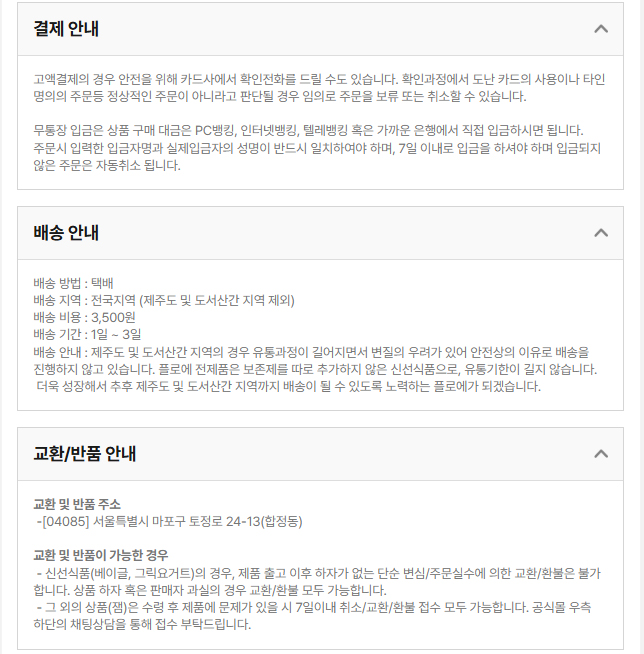 결제 안내
고액결제의 경우 안전을 위해 카드사에서 확인전화를 드릴 수도 있습니다. 확인과정에서 도난 카드의 사용이나 타인
명의의 주문등 정상적인 주문이 아니라고 판단될 경우 임의로 주문을 보류 또는 취소할 수 있습니다.
무통장 입금은 상품 구매 대금은 PC뱅킹, 인터넷뱅킹, 텔레뱅킹 혹은 가까운 은행에서 직접 입금하시면 됩니다.
주문시 입력한 입금자명과 실제입금자의 성명이 반드시 일치하여야 하며, 7일 이내로 입금을 하셔야 하며 입금되지
않은 주문은 자동취소 됩니다.
배송 안내
배송 방법 : 택배
배송 지역 : 전국지역 (제주도 및 도서산간 지역 제외)
배송 비용 : 3,500원
배송 기간 : 1일 ~ 3일
배송 안내 : 제주도 및 도서산간 지역의 경우 유통과정이 길어지면서 변질의 우려가 있어 안전상의 이유로 배송을
진행하지 않고 있습니다. 플로에 전제품은 보존제를 따로 추가하지 않은 신선식품으로, 유통기한이 길지 않습니다.
더욱 성장해서 추후 제주도 및 도서산간 지역까지 배송이 될 수 있도록 노력하는 플로에가 되겠습니다.
교환/반품 안내
교환 및 반품 주소
-[04085] 서울특별시 마포구 토정로 24-13(합정동)
교환 및 반품이 가능한 경우
- 신선식품(베이글, 그릭요거트)의 경우, 제품 출고 이후 하자가 없는 단순 변심/주문실수에 의한 교환/환불은 불가
합니다. 상품 하자 혹은 판매자 과실의 경우 교환/환불 모두 가능합니다.
- 그 외의 상품(잼)은 수령 후 제품에 문제가 있을 시 7일이내 취소/교환/환불 접수 모두 가능합니다. 공식몰 우측
하단의 채팅상담을 통해 접수 부탁드립니다.